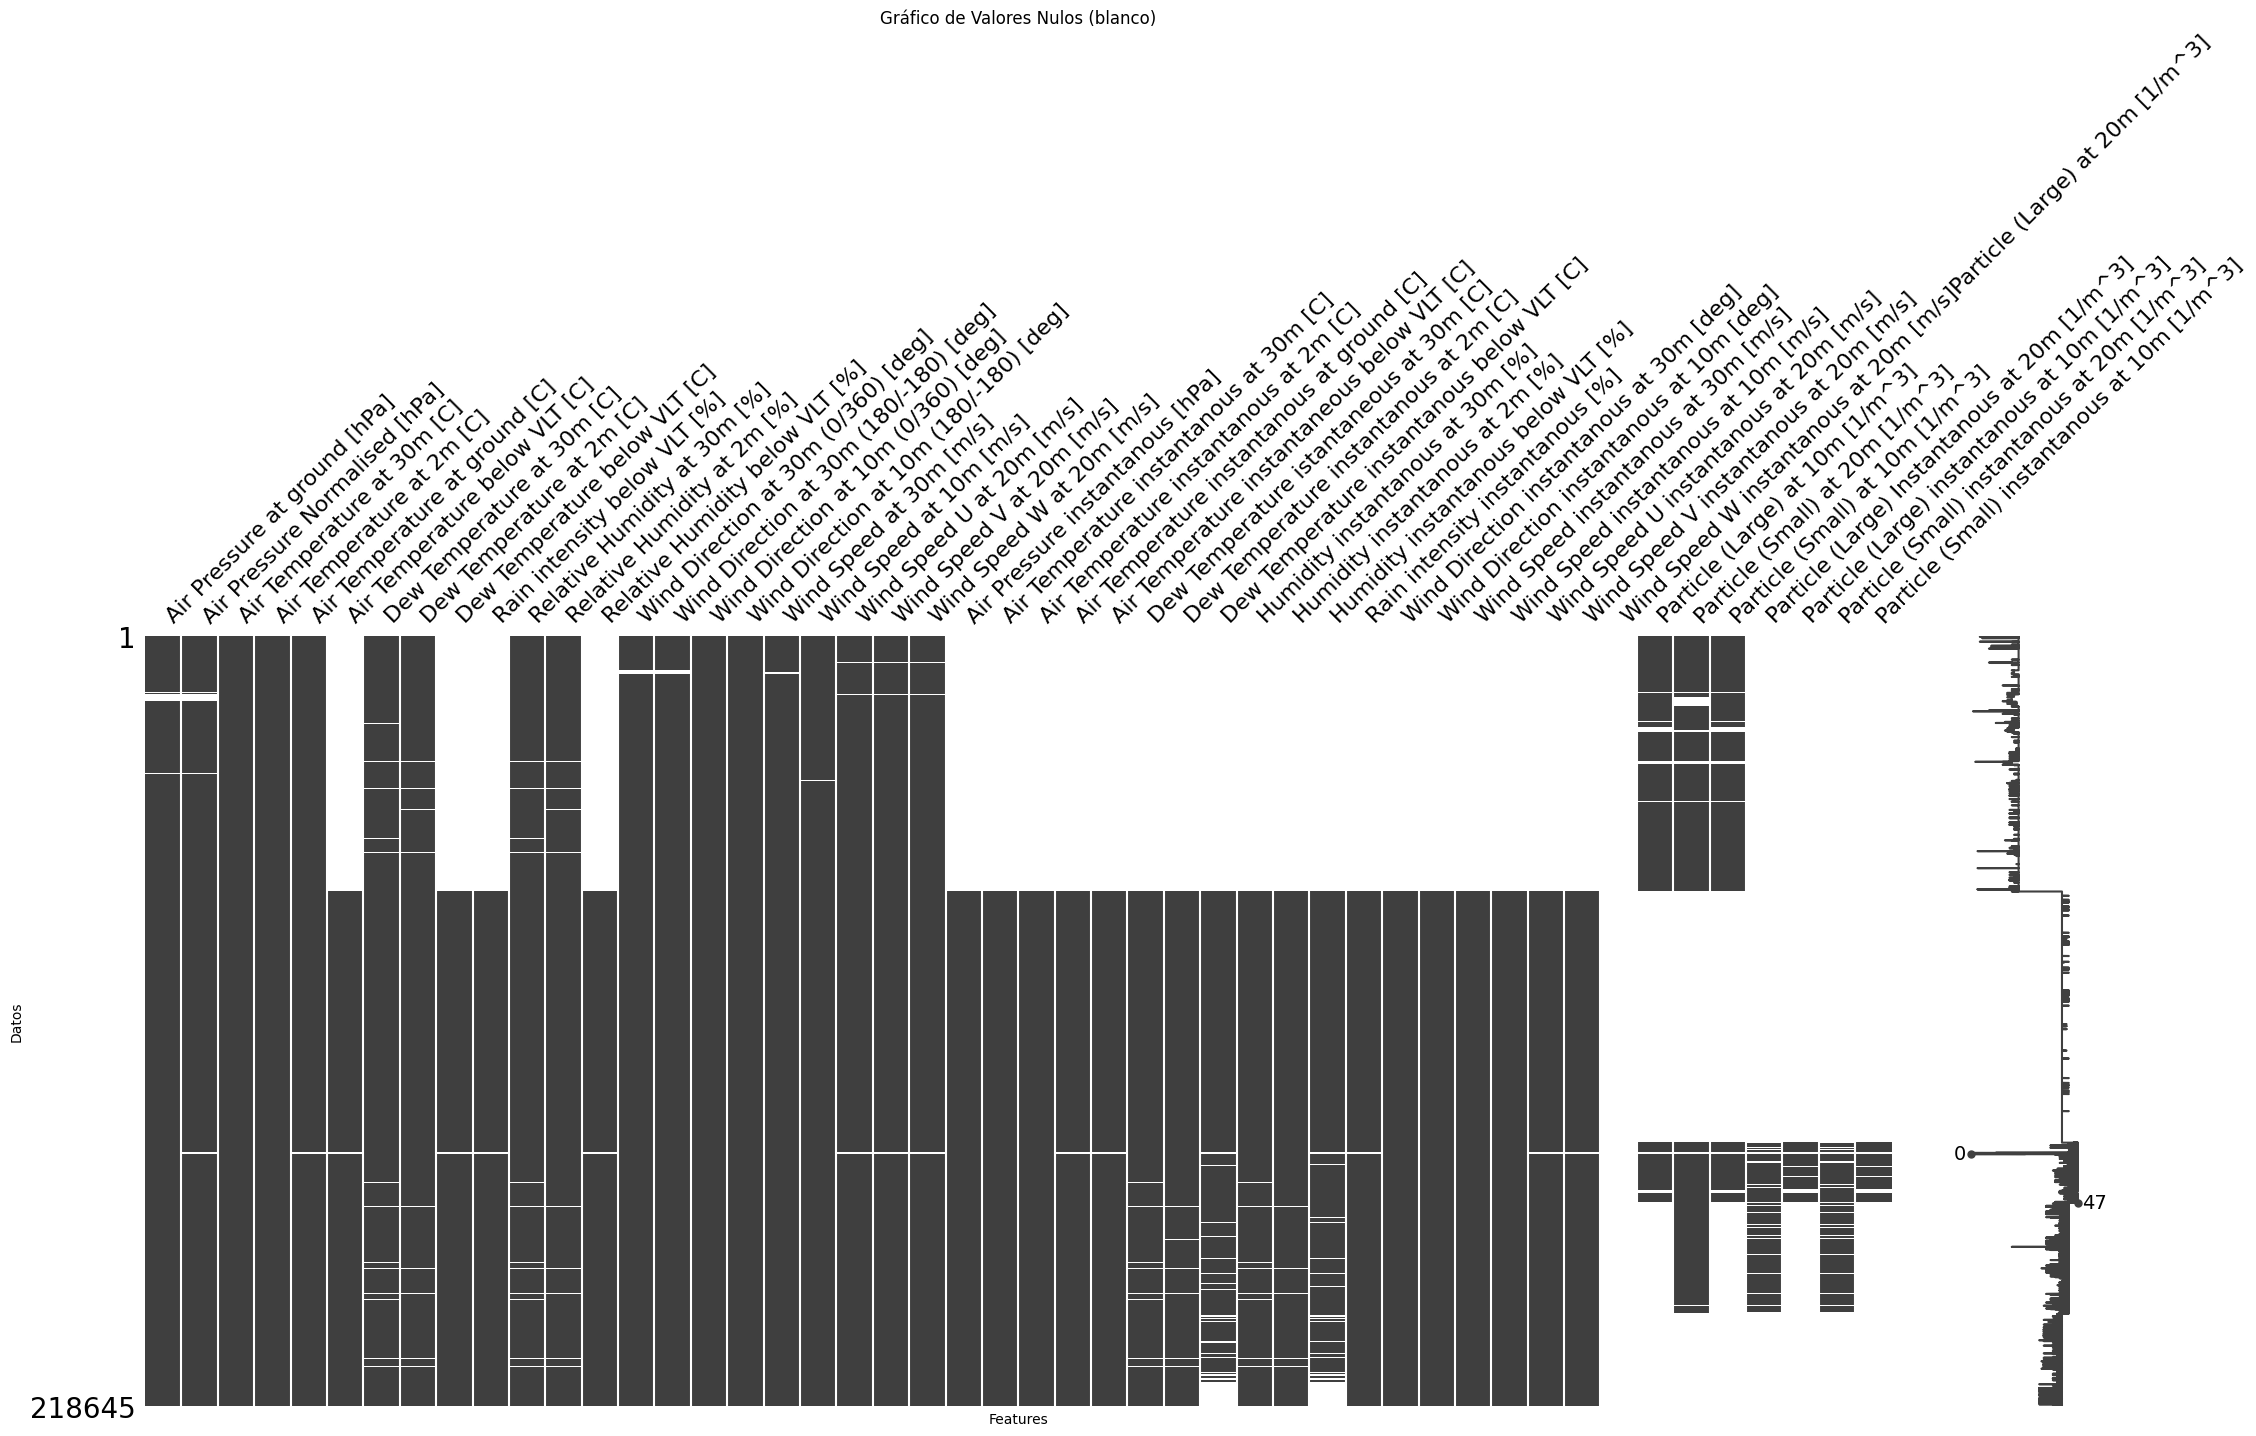 Gráfico de Valores Nulos (blanco)
Air Pressure at ground [hPa]
Air Pressure Normalised [hPa]
Air Temperature at 30m [C]
Air Temperature at 2m [C]
Air Temperature at ground [C]
Air Temperature below VLT [C]
Dew Temperature at 30m [C]
Dew Temperature at 2m [C]
Dew Temperature below VLT [C]
Rain intensity below VLT [%]
Relative Humidity at 30m [%]
Relative Humidity at 2m [%]
Relative Humidity below VLT [%]
Wind Direction at 30m (0/360) [deg]
Wind Direction at 30m (180/-180) [deg]
Wind Direction at 10m (0/360) [deg]
Wind Direction at 10m (180/-180) [deg]
Wind Speed at 30m [m/s]
Wind Speed at 10m [m/s]
Wind Speed U at 20m [m/s]
Wind Speed V at 20m [m/s]
Wind Speed W at 20m [m/s]
Air Pressure instantanous [hPa]
Air Temperature instantanous at 30m [C]
Air Temperature instantanous at 2m [C]
Air Temperature instantanous at ground [C]
Air Temperature instantaneous below VLT [C]
Dew Temperature istantaneous at 30m [C]
Dew Temperature instantanous at 2m [C]
Dew Temperature instantanous below VLT [C]
Humidity instantanous at 30m [%]
Humidity instantanous at 2m [%]
Humidity instantanous below VLT [%]
Rain intensity instantanous [%]
Wind Direction instantanous at 30m [deg]
Wind Direction instantanous at 10m [deg]
Wind Speed instantanous at 30m [m/s]
Wind Speed instantanous at 10m [m/s]
Wind Speed U instantanous at 20m [m/s]
Wind Speed V instantanous at 20m [m/s]
Wind Speed W instantanous at 20m [m/s]
Particle (Large) at 20m [1/m^3]
Particle (Large) at 10m [1/m^3]
Particle (Small) at 20m [1/m^3]
Particle (Small) at 10m [1/m^3]
Particle (Large) Instantanous at 20m [1/m^3]
Particle (Large) instantanous at 10m [1/m^3]
Particle (Small) instantanous at 20m [1/m^3]
Particle (Small) instantanous at 10m [1/m^3]
1
Datos
0
47
218645
Features